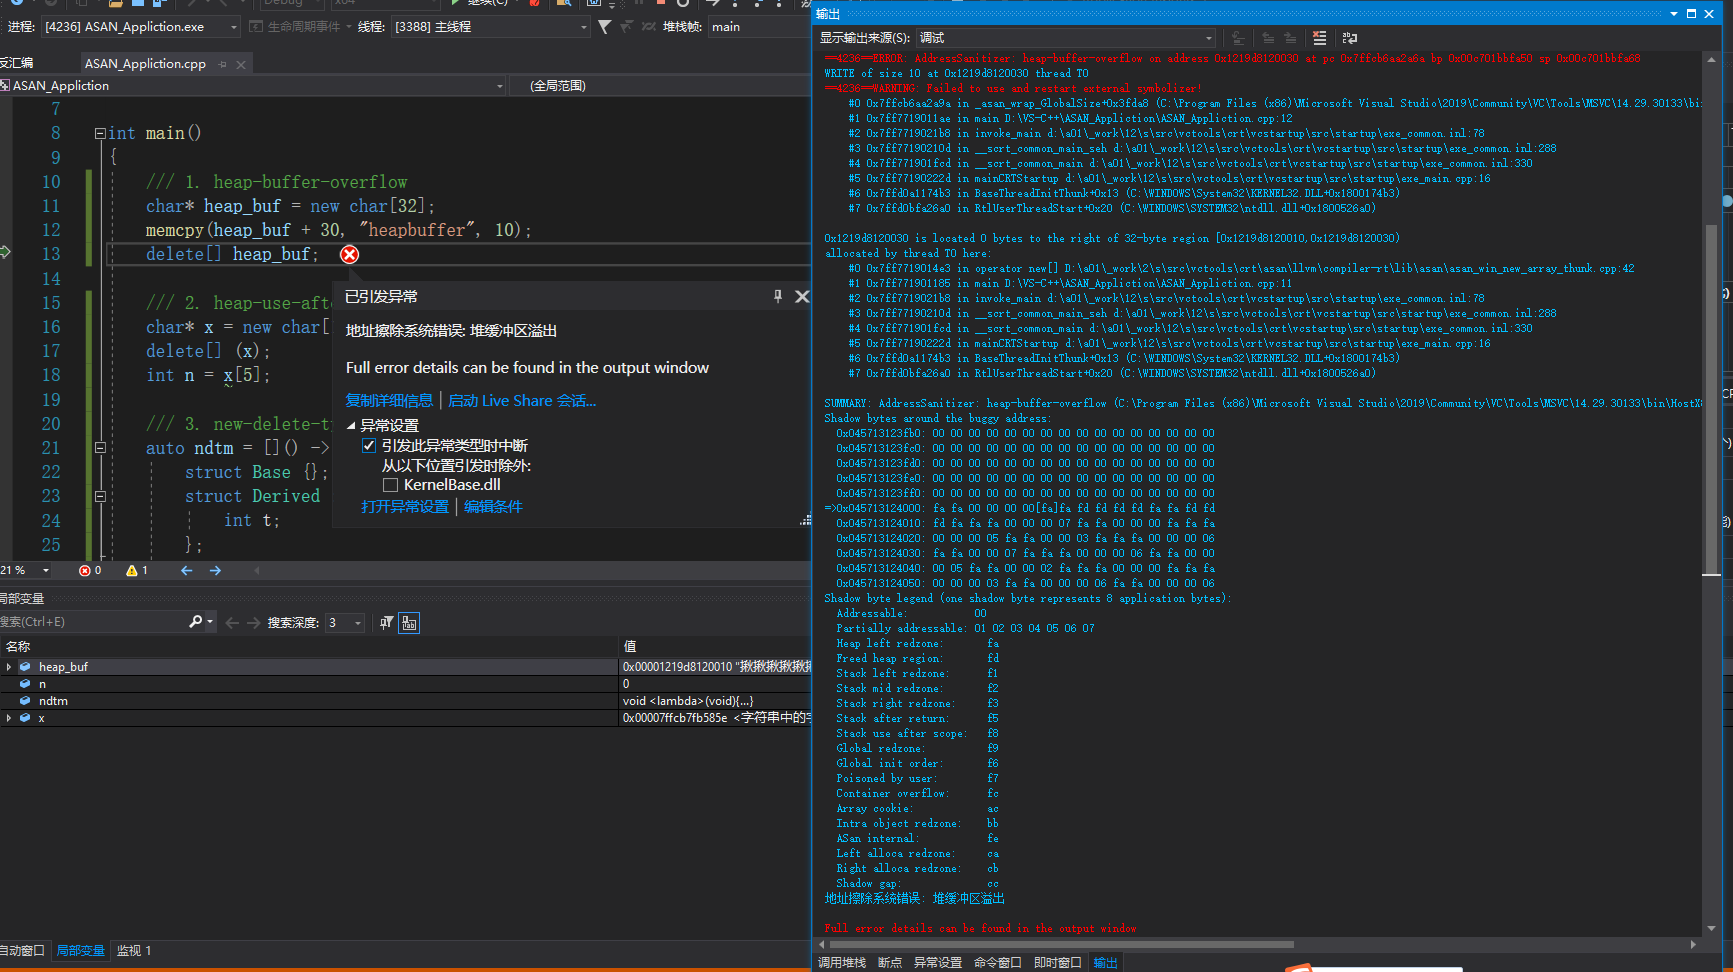 Debug
x64
继续(C)
进程: [4236] ASAN_Appliction.exe
生命周期事件
线程: [3388] 主线程
堆栈帧: main
反汇编
ASAN_Appliction.cpp
ASAN_Appliction
(全局范围)
7
8 int main()
9 {
10 /// 1. heap-buffer-overflow
11 char* heap_buf = new char[32];
12 memcpy(heap_buf + 30, "heapbuffer", 10);
13 delete[] heap_buf;
14
15 /// 2. heap-use-afte
16 char* x = new char[
17 delete[] (x);
18 int n = x[5];
19
20 /// 3. new-delete-ty
21 auto ndtm = []() ->
22 struct Base {};
23 struct Derived
24 int t;
25 };
已引发异常
地址擦除系统错误: 堆缓冲区溢出
Full error details can be found in the output window
复制详细信息 | 启动 Live Share 会话...
异常设置
引发此异常类型时中断
从以下位置引发时除外:
KernelBase.dll
打开异常设置 | 编辑条件
21 %
0
1
局部变量
搜索(Ctrl+E)
搜索深度: 3
名称
值
heap_buf 0x00001219d8120010 "揪揪揪揪揪
n 0
ndtm void <lambda>(void){...}
x 0x00007ffcb7fb585e <字符串中的字
自动窗口
局部变量
监视 1
输出
显示输出来源(S): 调试
==4236==ERROR: AddressSanitizer: heap-buffer-overflow on address 0x1219d8120030 at pc 0x7ffcb6aa2a6a bp 0x00c701bbfa50 sp 0x00c701bbfa68
WRITE of size 10 at 0x1219d8120030 thread T0
==4236==WARNING: Failed to use and restart external symbolizer!
#0 0x7ffcb6aa2a9a in _asan_wrap_GlobalSize+0x3fda8 (C:\Program Files (x86)\Microsoft Visual Studio\2019\Community\VC\Tools\MSVC\14.29.30133\bi
#1 0x7ff7719011ae in main D:\VS-C++\ASAN_Appliction\ASAN_Appliction.cpp:12
#2 0x7ff7719021b8 in invoke_main d:\a01\_work\12\s\src\vctools\crt\vcstartup\src\startup\exe_common.inl:78
#3 0x7ff77190210d in __scrt_common_main_seh d:\a01\_work\12\s\src\vctools\crt\vcstartup\src\startup\exe_common.inl:288
#4 0x7ff771901fcd in __scrt_common_main d:\a01\_work\12\s\src\vctools\crt\vcstartup\src\startup\exe_common.inl:330
#5 0x7ff77190222d in mainCRTStartup d:\a01\_work\12\s\src\vctools\crt\vcstartup\src\startup\exe_main.cpp:16
#6 0x7ffd0a1174b3 in BaseThreadInitThunk+0x13 (C:\WINDOWS\System32\KERNEL32.DLL+0x1800174b3)
#7 0x7ffd0bfa26a0 in RtlUserThreadStart+0x20 (C:\WINDOWS\SYSTEM32\ntdll.dll+0x1800526a0)
0x1219d8120030 is located 0 bytes to the right of 32-byte region [0x1219d8120010,0x1219d8120030)
allocated by thread T0 here:
#0 0x7ff7719014e3 in operator new[] D:\a01\_work\2\s\src\vctools\crt\asan\llvm\compiler-rt\lib\asan\asan_win_new_array_thunk.cpp:42
#1 0x7ff771901185 in main D:\VS-C++\ASAN_Appliction\ASAN_Appliction.cpp:11
#2 0x7ff7719021b8 in invoke_main d:\a01\_work\12\s\src\vctools\crt\vcstartup\src\startup\exe_common.inl:78
#3 0x7ff77190210d in __scrt_common_main_seh d:\a01\_work\12\s\src\vctools\crt\vcstartup\src\startup\exe_common.inl:288
#4 0x7ff771901fcd in __scrt_common_main d:\a01\_work\12\s\src\vctools\crt\vcstartup\src\startup\exe_common.inl:330
#5 0x7ff77190222d in mainCRTStartup d:\a01\_work\12\s\src\vctools\crt\vcstartup\src\startup\exe_main.cpp:16
#6 0x7ffd0a1174b3 in BaseThreadInitThunk+0x13 (C:\WINDOWS\System32\KERNEL32.DLL+0x1800174b3)
#7 0x7ffd0bfa26a0 in RtlUserThreadStart+0x20 (C:\WINDOWS\SYSTEM32\ntdll.dll+0x1800526a0)
SUMMARY: AddressSanitizer: heap-buffer-overflow (C:\Program Files (x86)\Microsoft Visual Studio\2019\Community\VC\Tools\MSVC\14.29.30133\bin\HostX
Shadow bytes around the buggy address:
0x045713123fb0: 00 00 00 00 00 00 00 00 00 00 00 00 00 00 00 00
0x045713123fc0: 00 00 00 00 00 00 00 00 00 00 00 00 00 00 00 00
0x045713123fd0: 00 00 00 00 00 00 00 00 00 00 00 00 00 00 00 00
0x045713123fe0: 00 00 00 00 00 00 00 00 00 00 00 00 00 00 00 00
0x045713123ff0: 00 00 00 00 00 00 00 00 00 00 00 00 00 00 00 00
=>0x045713124000: fa fa 00 00 00 00[fa]fa fd fd fd fd fa fa fd fd
0x045713124010: fd fa fa fa 00 00 00 07 fa fa 00 00 00 fa fa fa
0x045713124020: 00 00 00 05 fa fa 00 00 03 fa fa fa 00 00 00 06
0x045713124030: fa fa 00 00 07 fa fa fa 00 00 00 06 fa fa 00 00
0x045713124040: 00 05 fa fa 00 00 02 fa fa fa 00 00 00 fa fa fa
0x045713124050: 00 00 00 03 fa fa 00 00 00 06 fa fa 00 00 00 06
Shadow byte legend (one shadow byte represents 8 application bytes):
Addressable: 00
Partially addressable: 01 02 03 04 05 06 07
Heap left redzone: fa
Freed heap region: fd
Stack left redzone: f1
Stack mid redzone: f2
Stack right redzone: f3
Stack after return: f5
Stack use after scope: f8
Global redzone: f9
Global init order: f6
Poisoned by user: f7
Container overflow: fc
Array cookie: ac
Intra object redzone: bb
ASan internal: fe
Left alloca redzone: ca
Right alloca redzone: cb
Shadow gap: cc
地址擦除系统错误: 堆缓冲区溢出
Full error details can be found in the output window
调用堆栈
断点
异常设置
命令窗口
即时窗口
输出